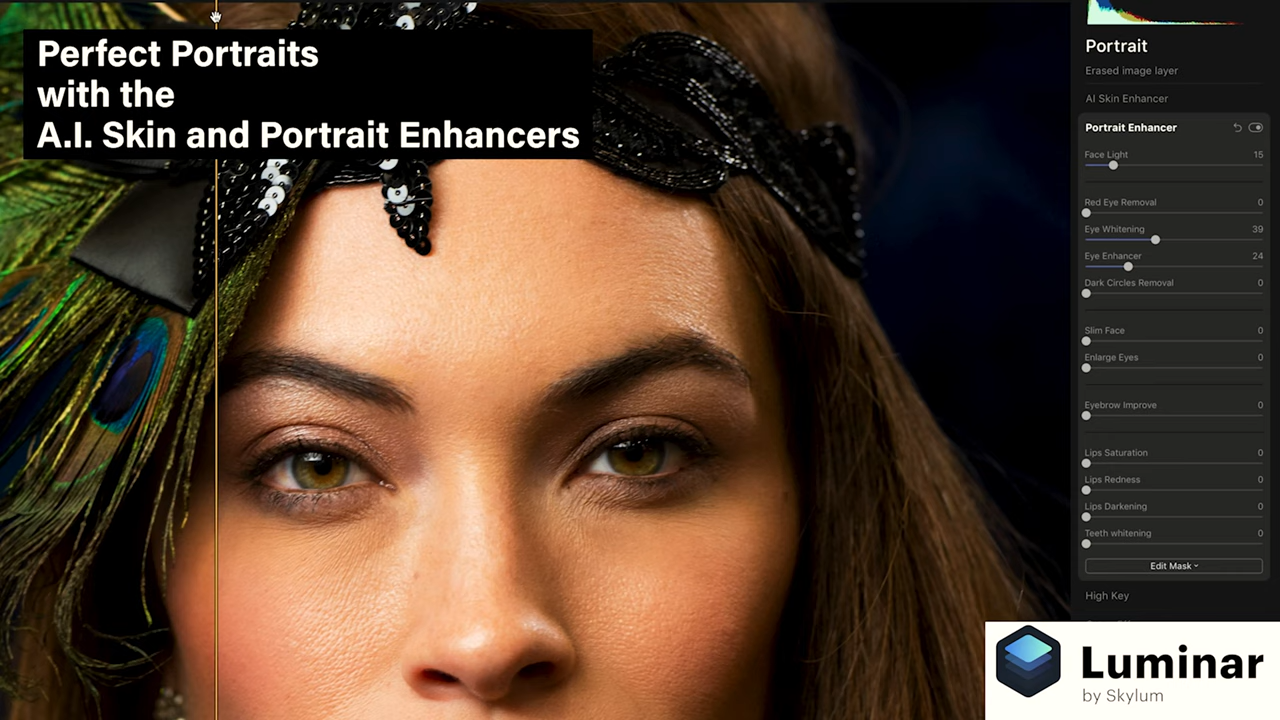 Perfect Portraits
with the
A.I. Skin and Portrait Enhancers
Portrait
Erased image layer
AI Skin Enhancer
Portrait Enhancer
Face Light 15
Red Eye Removal 0
Eye Whitening 39
Eye Enhancer 24
Dark Circles Removal 0
Slim Face 0
Enlarge Eyes 0
Eyebrow Improve 0
Lips Saturation 0
Lips Redness 0
Lips Darkening 0
Teeth whitening 0
Edit Mask
High Key
Luminar
by Skylum